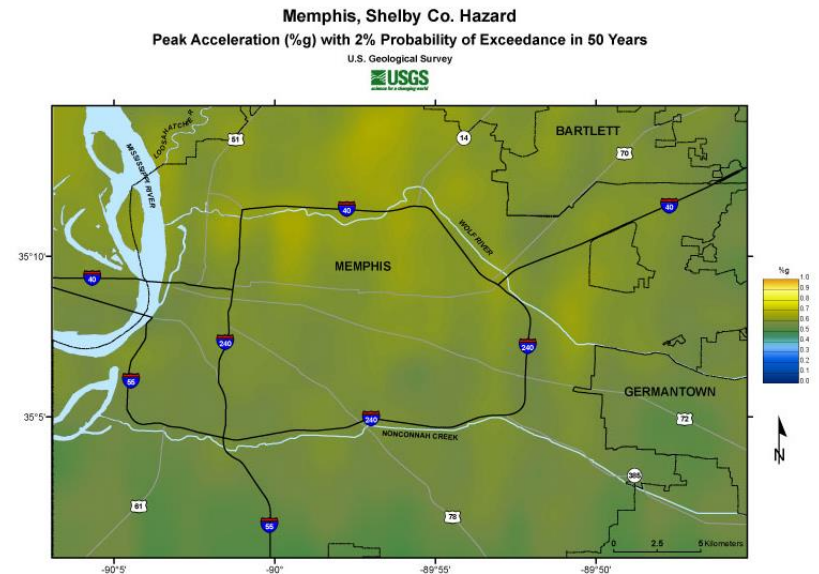 Memphis, Shelby Co. Hazard
Peak Acceleration (%g) with 2% Probability of Exceedance in 50 Years
U.S. Geological Survey
USGS
science for a changing world
LOOSAHATCHIE R
51
14
BARTLETT
70
MISSISSIPPI RIVER
40
40
WOLF RIVER
35°10'
MEMPHIS
40
%g
1.0
0.9
0.8
0.7
0.6
0.5
0.4
0.3
0.2
0.1
0.0
240
240
55
GERMANTOWN
35°5'
240
72
NONCONNAH CREEK
N
385
61
78
55
0 2.5 5 Kilometers
-90°5' -90° -89°55' -89°50'